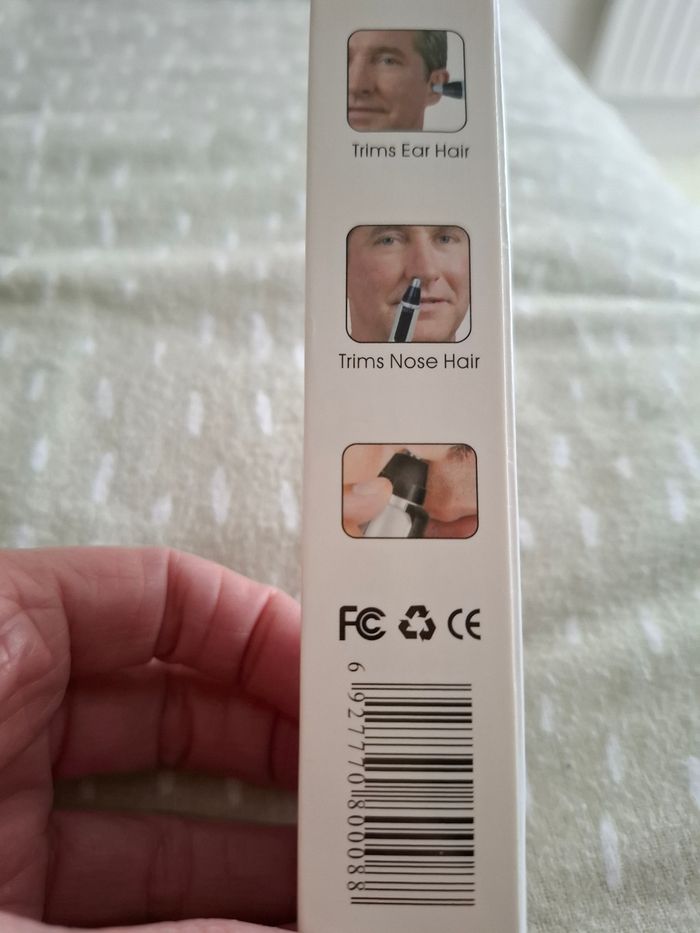 Trims Ear Hair
Trims Nose Hair
FC CE
6 927770 800088